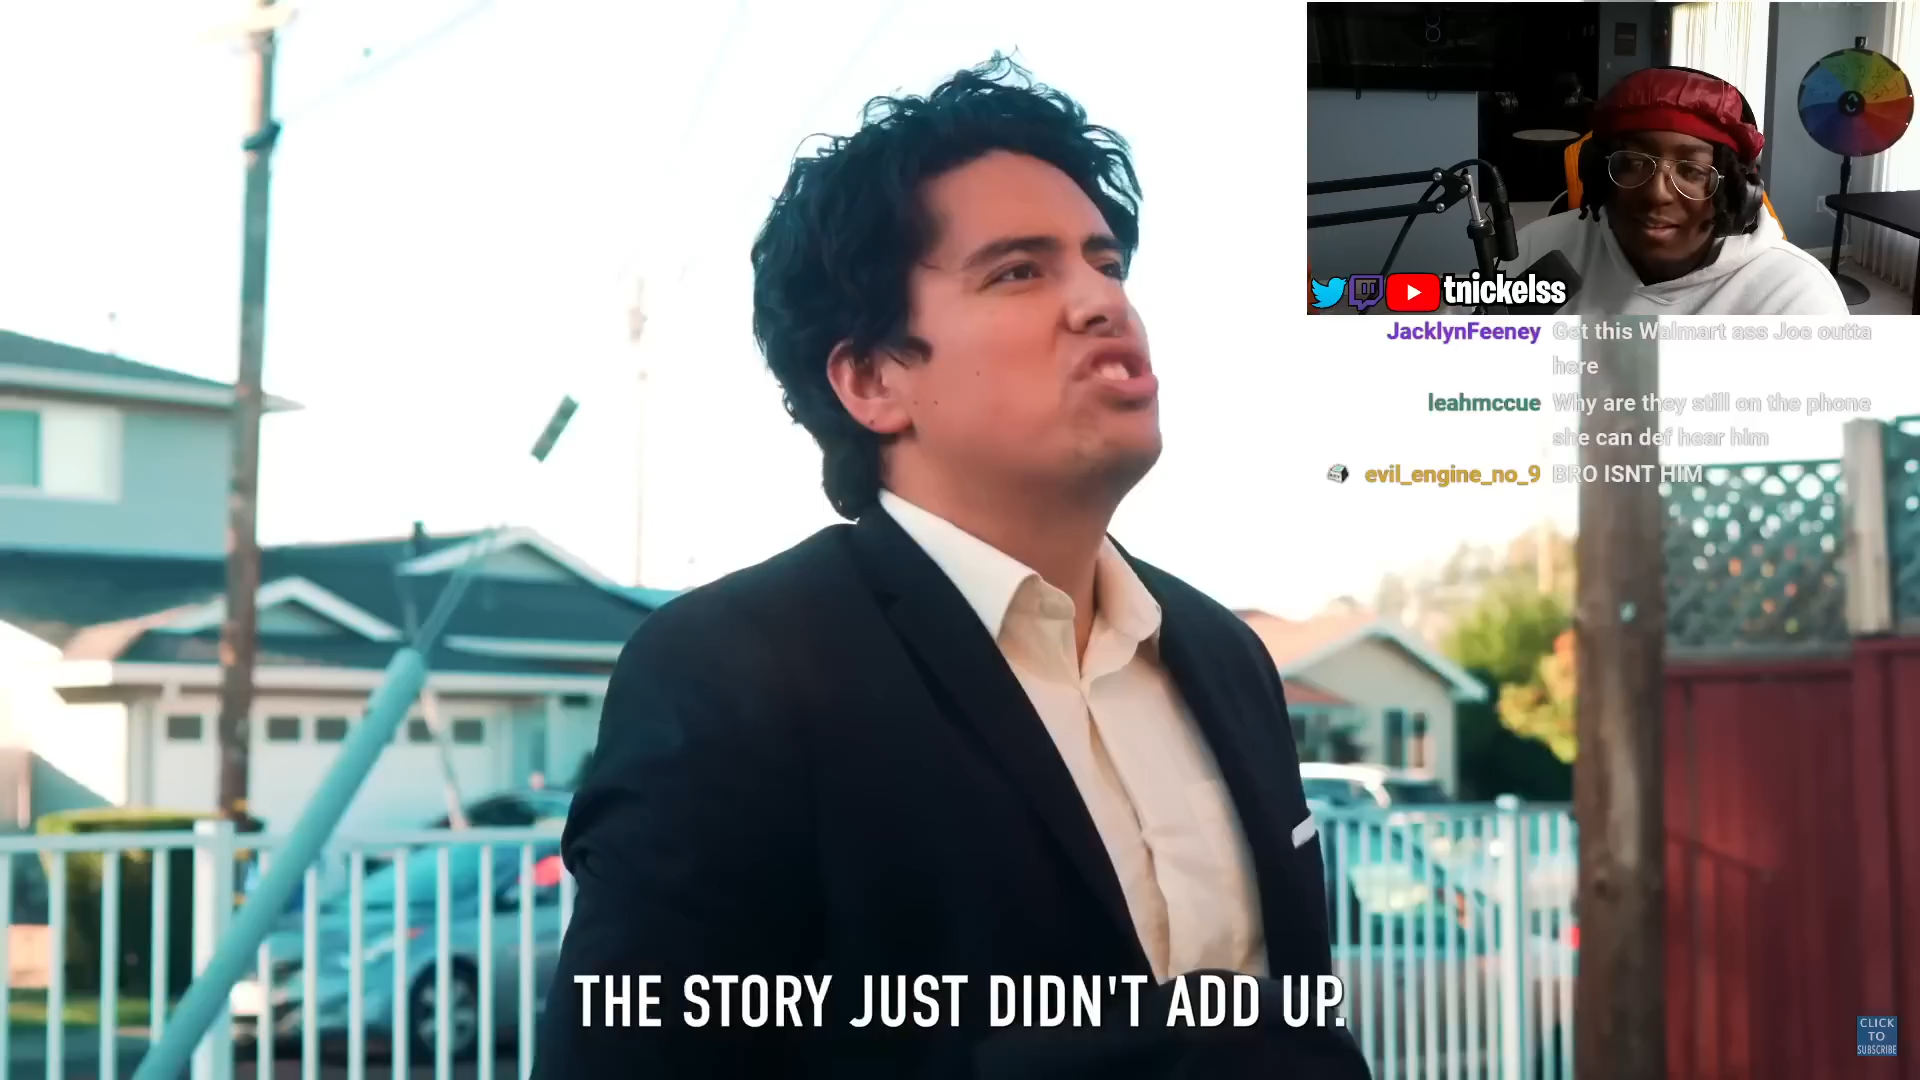 tnickelss
JacklynFeeney Get this Walmart ass Joe outta
here
leahmccue Why are they still on the phone
she can def hear him
evil_engine_no_9 BRO ISNT HIM
THE STORY JUST DIDN'T ADD UP.
CLICK
TO
SUBSCRIBE